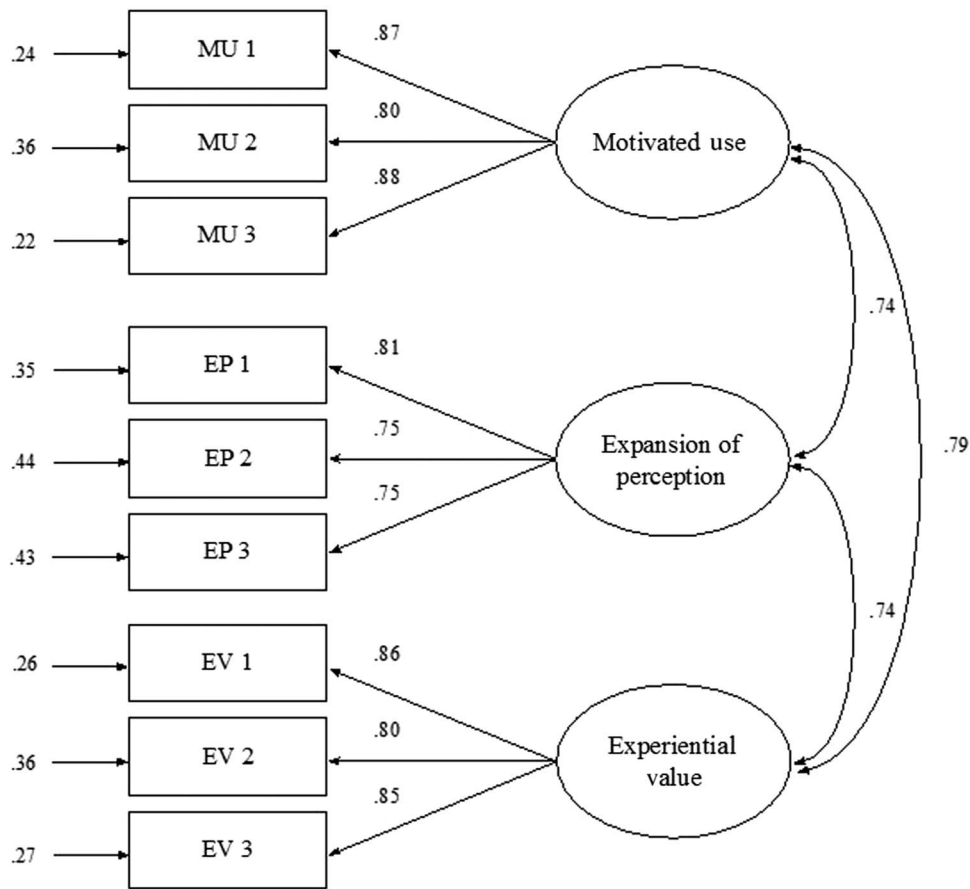 .24
MU 1
.87
.36
MU 2
.80
Motivated use
.22
MU 3
.88
.74
.35
EP 1
.81
.44
EP 2
.75
Expansion of
perception
.79
.43
EP 3
.75
.74
.26
EV 1
.86
.36
EV 2
.80
Experiential
value
.27
EV 3
.85